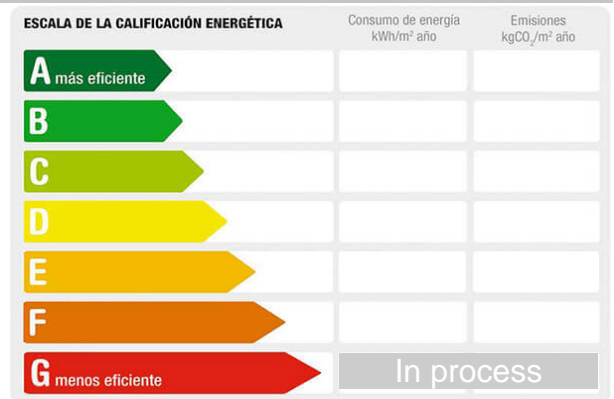 ESCALA DE LA CALIFICACIÓN ENERGÉTICA
Consumo de energía
kWh/m² año
Emisiones
kgCO₂/m² año
A más eficiente
B
C
D
E
F
G menos eficiente
In process